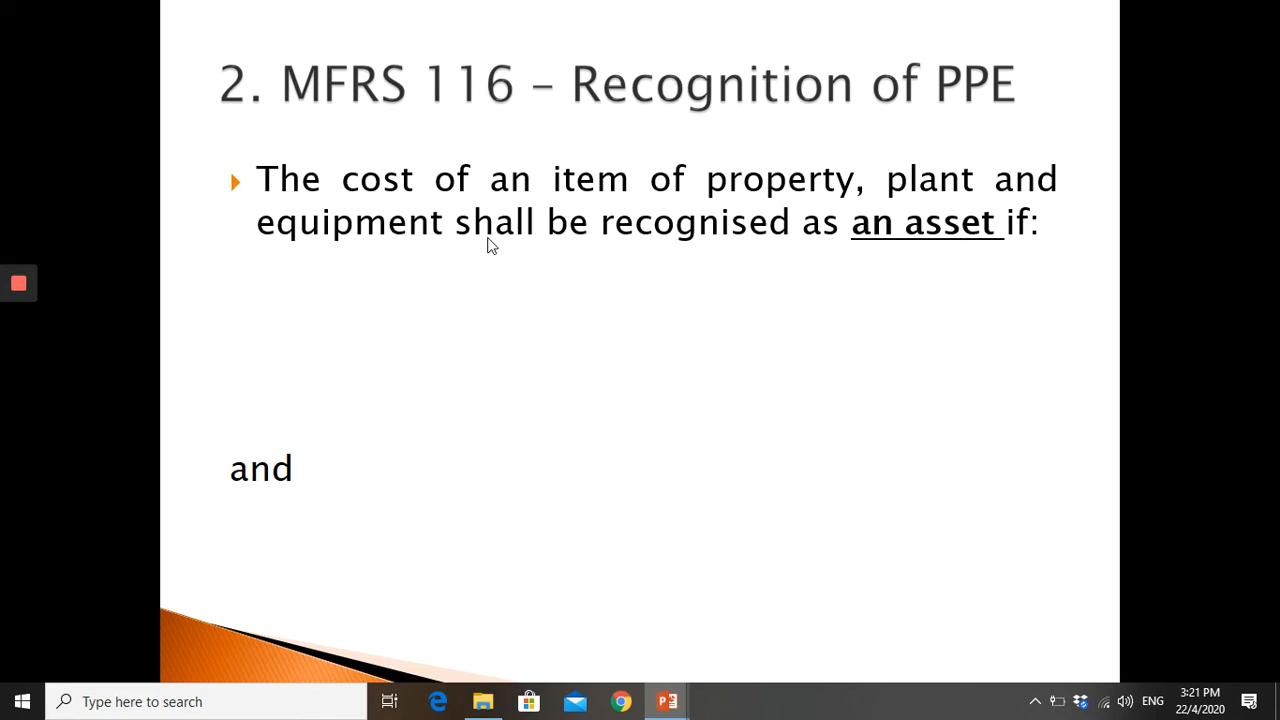 2. MFRS 116 – Recognition of PPE
The cost of an item of property, plant and
equipment shall be recognised as an asset if:
and
Type here to search
ENG
3:21 PM
22/4/2020